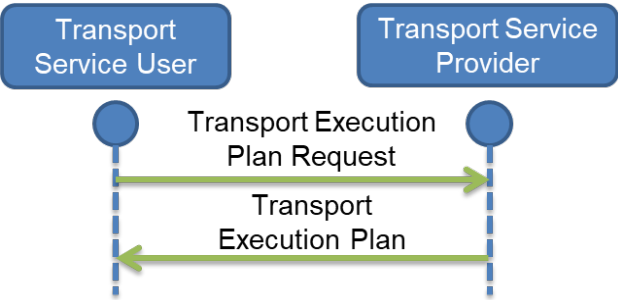 Transport
Service User
Transport Service
Provider
Transport Execution
Plan Request
Transport
Execution Plan